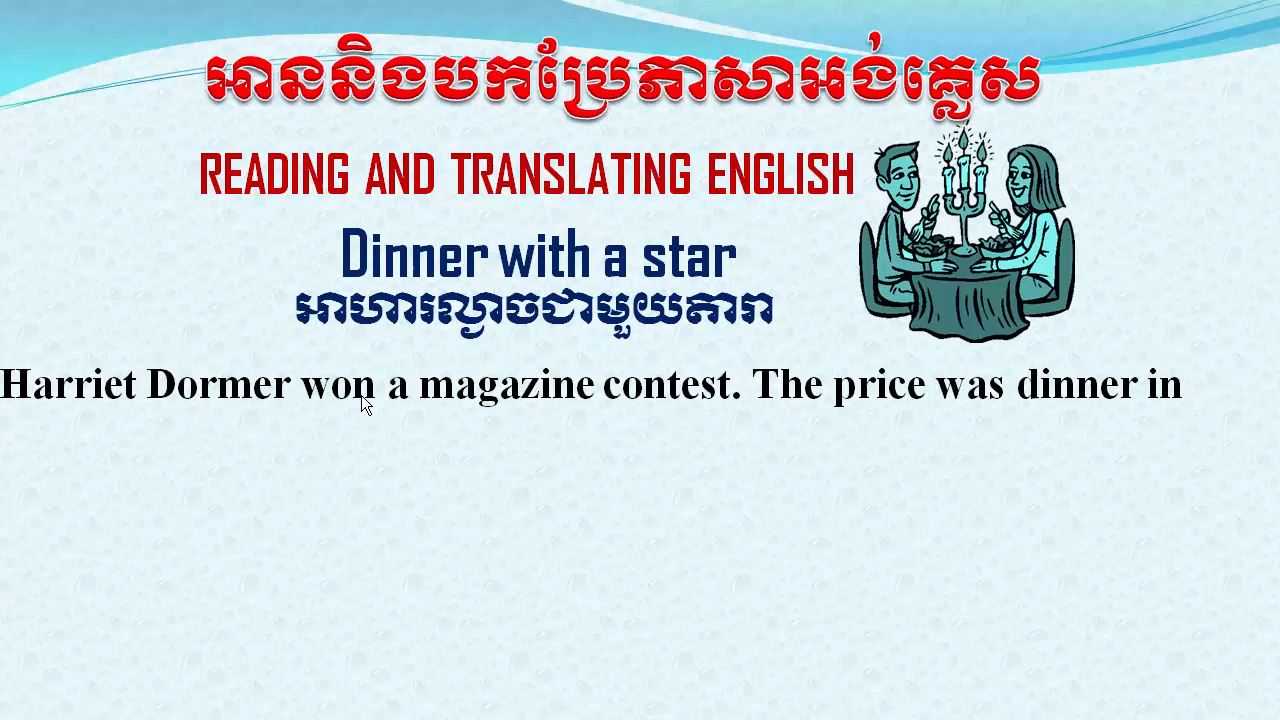 អាននិងបកប្រែភាសាអង់គ្លេស
READING AND TRANSLATING ENGLISH
Dinner with a star
អាហារល្ងាចជាមួយតារា
Harriet Dormer won a magazine contest. The price was dinner in